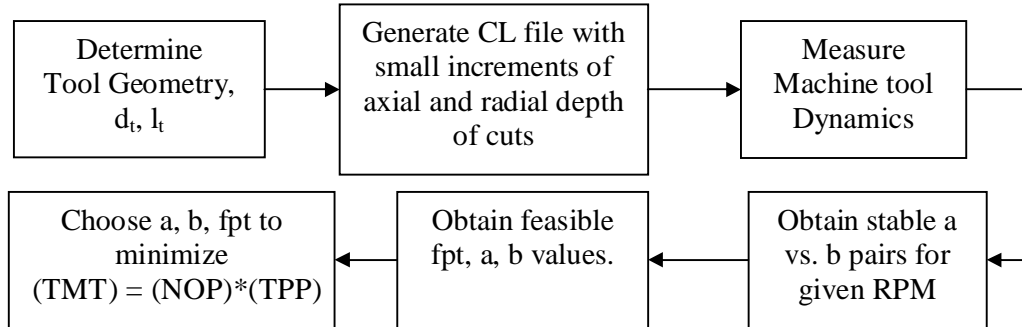 Determine
Tool Geometry,
dₜ, lₜ
Generate CL file with
small increments of
axial and radial depth
of cuts
Measure
Machine tool
Dynamics
Obtain stable a
vs. b pairs for
given RPM
Obtain feasible
fpt, a, b values.
Choose a, b, fpt to
minimize
(TMT) = (NOP)*(TPP)